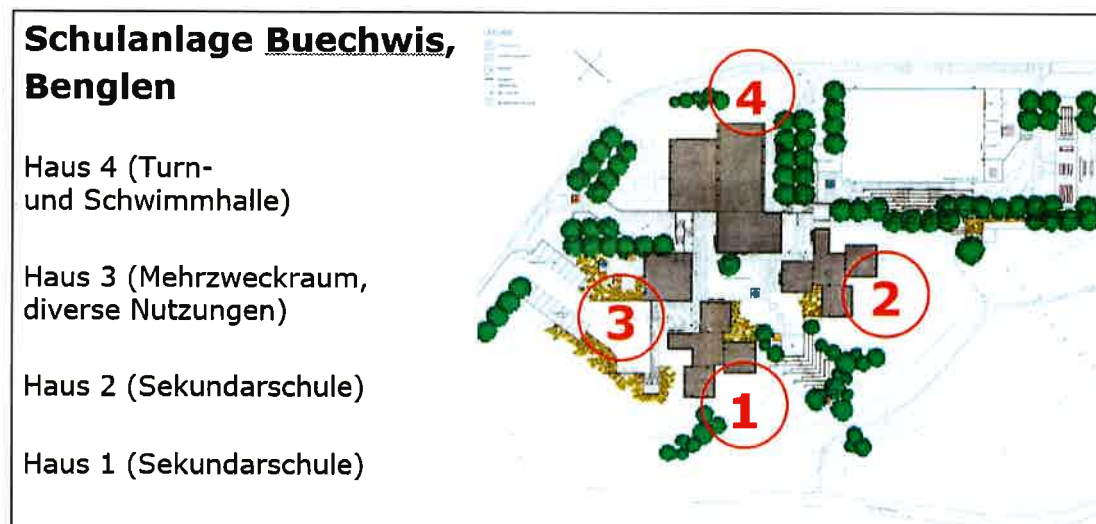 Schulanlage Buechwis,
Benglen
Haus 4 (Turn-
und Schwimmhalle)
Haus 3 (Mehrzweckraum,
diverse Nutzungen)
Haus 2 (Sekundarschule)
Haus 1 (Sekundarschule)
4
2
3
1